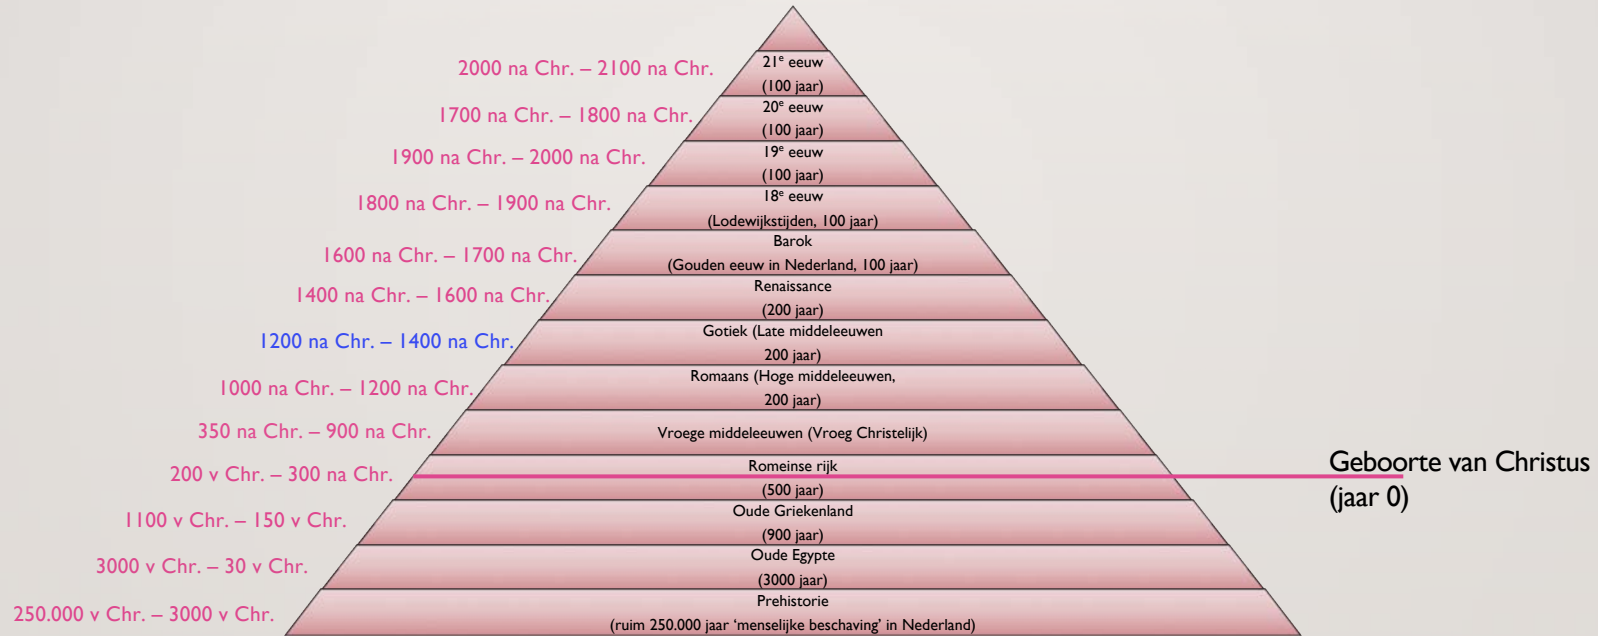 2000 na Chr. – 2100 na Chr.
21e eeuw
(100 jaar)
1700 na Chr. – 1800 na Chr.
20e eeuw
(100 jaar)
1900 na Chr. – 2000 na Chr.
19e eeuw
(100 jaar)
1800 na Chr. – 1900 na Chr.
18e eeuw
(Lodewijkstijden, 100 jaar)
1600 na Chr. – 1700 na Chr.
Barok
(Gouden eeuw in Nederland, 100 jaar)
1400 na Chr. – 1600 na Chr.
Renaissance
(200 jaar)
1200 na Chr. – 1400 na Chr.
Gotiek (Late middeleeuwen
200 jaar)
1000 na Chr. – 1200 na Chr.
Romaans (Hoge middeleeuwen,
200 jaar)
350 na Chr. – 900 na Chr.
Vroege middeleeuwen (Vroeg Christelijk)
200 v Chr. – 300 na Chr.
Romeinse rijk
(500 jaar)
Geboorte van Christus
(jaar 0)
1100 v Chr. – 150 v Chr.
Oude Griekenland
(900 jaar)
3000 v Chr. – 30 v Chr.
Oude Egypte
(3000 jaar)
250.000 v Chr. – 3000 v Chr.
Prehistorie
(ruim 250.000 jaar ‘menselijke beschaving’ in Nederland)